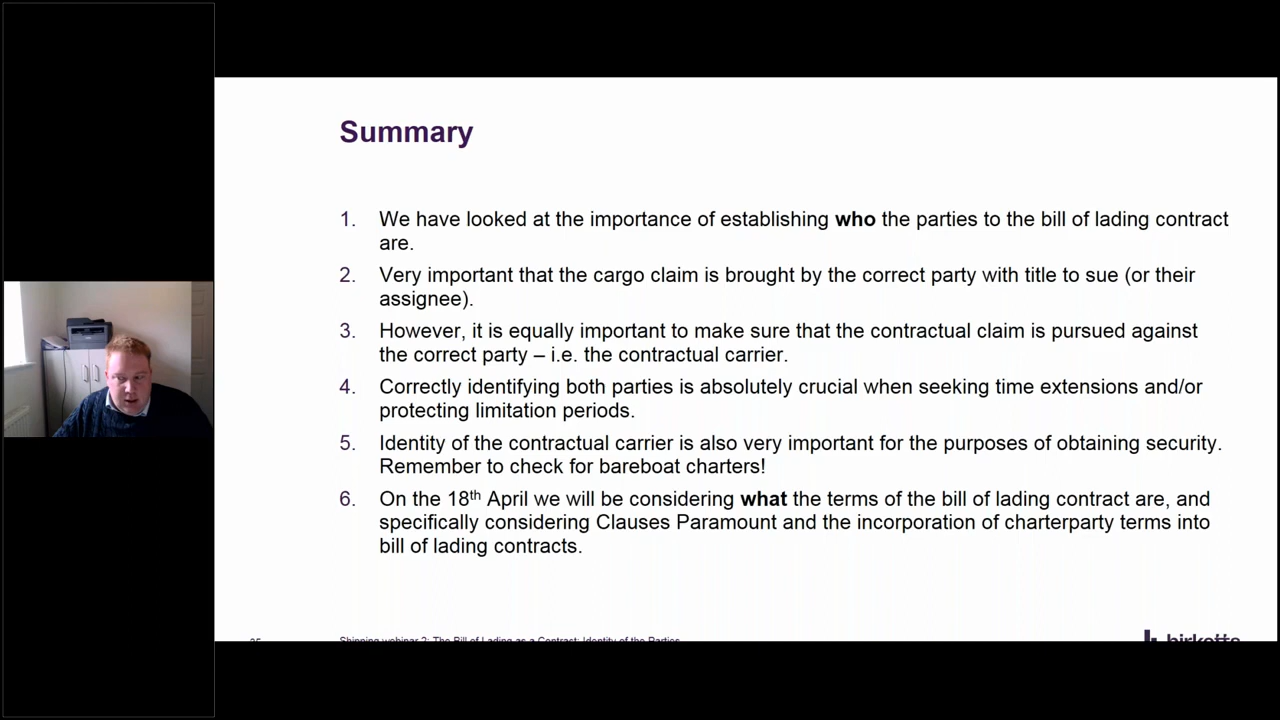 Summary
1. We have looked at the importance of establishing who the parties to the bill of lading contract
are.
2. Very important that the cargo claim is brought by the correct party with title to sue (or their
assignee).
3. However, it is equally important to make sure that the contractual claim is pursued against
the correct party – i.e. the contractual carrier.
4. Correctly identifying both parties is absolutely crucial when seeking time extensions and/or
protecting limitation periods.
5. Identity of the contractual carrier is also very important for the purposes of obtaining security.
Remember to check for bareboat charters!
6. On the 18th April we will be considering what the terms of the bill of lading contract are, and
specifically considering Clauses Paramount and the incorporation of charterparty terms into
bill of lading contracts.
Shipping webinar 2: The Bill of Lading as a Contract: Identity of the Parties
birketts